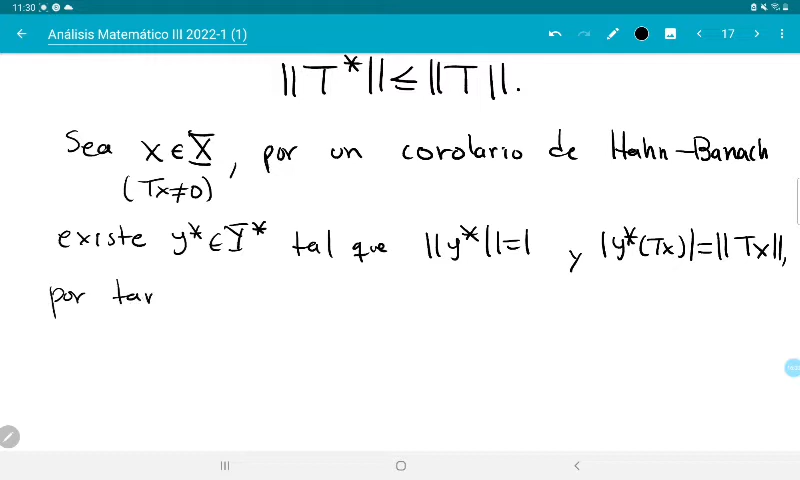 11:30
Análisis Matemático III 2022-1 (1)
17
||T*|| ≤ ||T||.
Sea x ∈ X, por un corolario de Hahn-Banach
(Tx≠0)
existe y* ∈ Y* tal que ||y*||=1 y |y*(Tx)|=||Tx||,
por tan